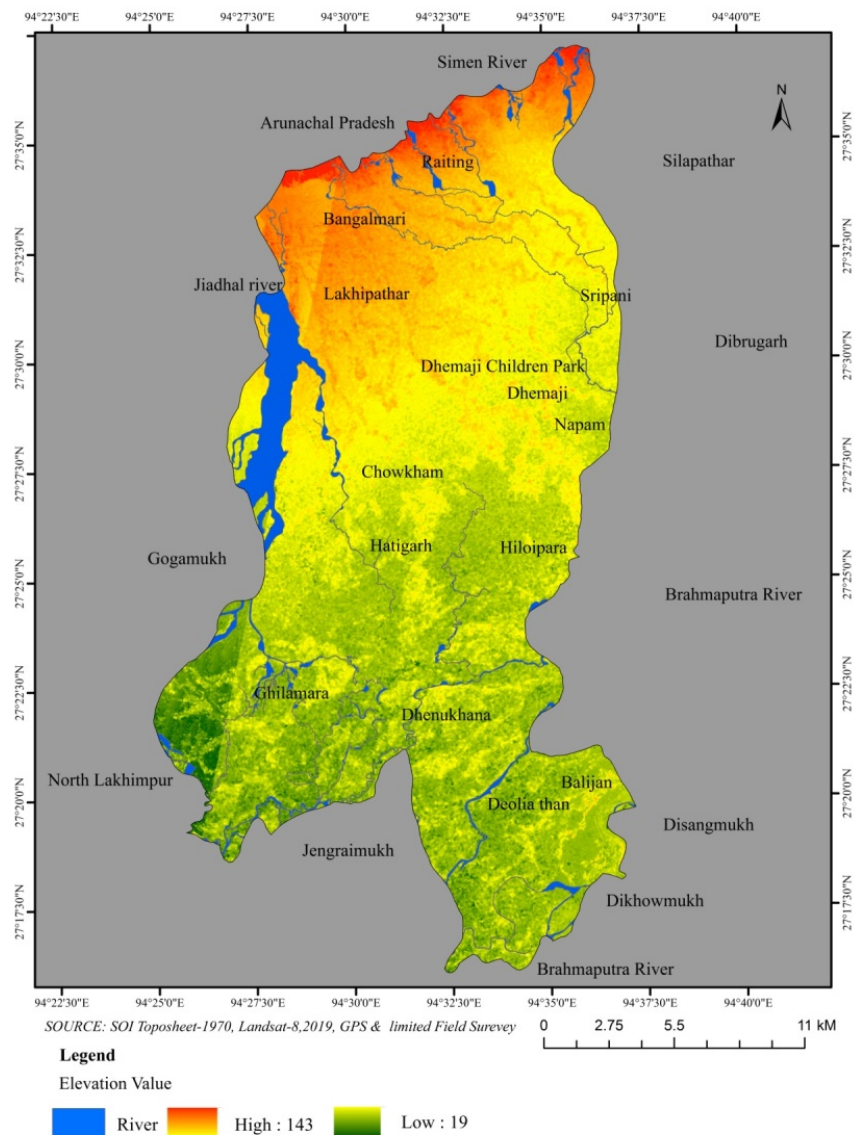 94°22'30"E 94°25'0"E 94°27'30"E 94°30'0"E 94°32'30"E 94°35'0"E 94°37'30"E 94°40'0"E
Simen River
N
Arunachal Pradesh
27°35'0"N
27°35'0"N
Raiting
Silapathar
Bangalmari
27°32'30"N
27°32'30"N
Jiadhal river
Lakhipathar
Sripani
Dibrugarh
27°30'0"N
27°30'0"N
Dhemaji Children Park
Dhemaji
Napam
27°27'30"N
27°27'30"N
Chowkham
Hatigarh
Hiloipara
Gogamukh
27°25'0"N
27°25'0"N
Brahmaputra River
27°22'30"N
27°22'30"N
Ghilamara
Dhenukhana
North Lakhimpur
Balijan
27°20'0"N
27°20'0"N
Deolia than
Disangmukh
Jengraimukh
Dikhowmukh
27°17'30"N
27°17'30"N
Brahmaputra River
94°22'30"E 94°25'0"E 94°27'30"E 94°30'0"E 94°32'30"E 94°35'0"E 94°37'30"E 94°40'0"E
SOURCE: SOI Toposheet-1970, Landsat-8,2019, GPS & limited Field Surevey
0 2.75 5.5 11 kM
Legend
Elevation Value
River High : 143 Low : 19